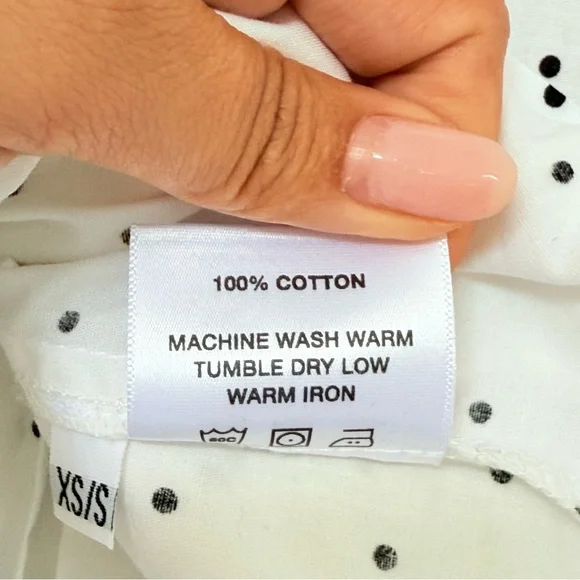 100% COTTON
MACHINE WASH WARM
TUMBLE DRY LOW
WARM IRON
XS/S